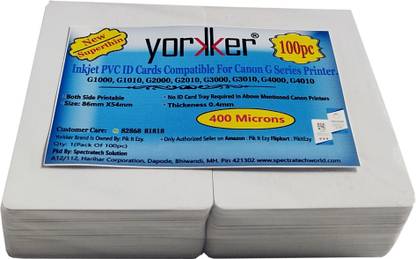 New
Superthin
yorkker®
100pc
Inkjet PVC ID Cards Compatible For Canon G Series Printer
G1000, G1010, G2000, G2010, G3000, G3010, G4000, G4010
· Both Side Printable
· No ID Card Tray Required In Above Mentioned Canon Printers
· Size: 86mm X54mm
· Thickeness 0.4mm
400 Microns
Customer Care: 82868 81818
Yorkker Brand Is Owned By: Pik It Ezy.
· Only Authorized Seller on Amazon: Pik It Ezy Flipkart: PikitEzy
Qty: 1(Pack Of 100pc)
Pkd By: Spectratech Solution
A12/112, Harihar Corporation, Dapode, Bhiwandi, MH. Pin 421302 www.spectratechworld.com